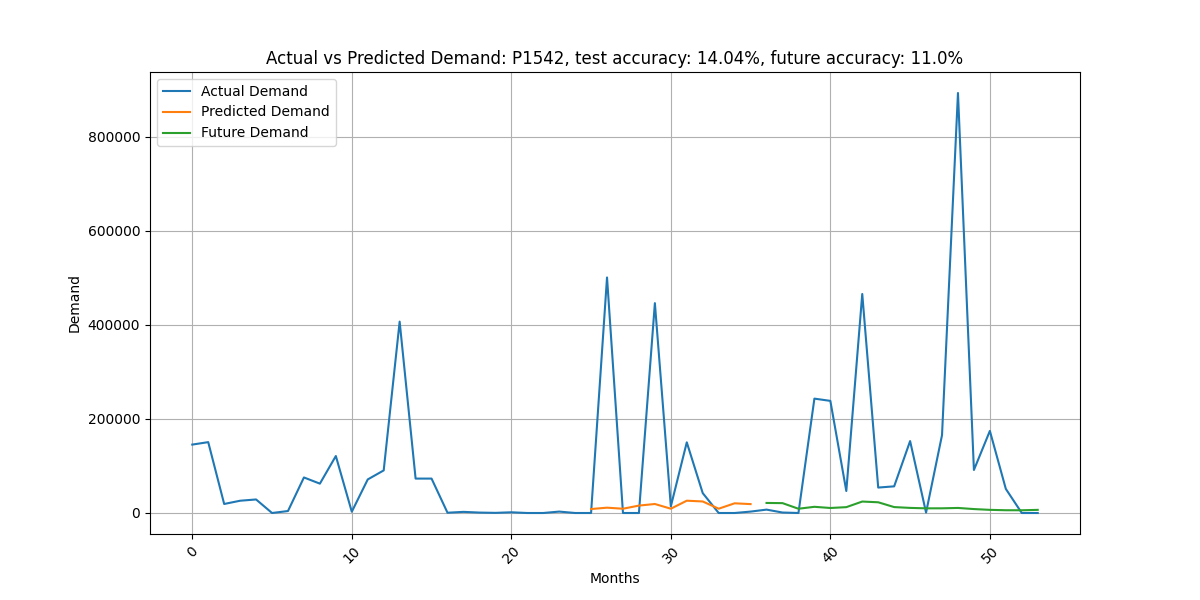 Actual vs Predicted Demand: P1542, test accuracy: 14.04%, future accuracy: 11.0%
Actual Demand
Predicted Demand
Future Demand
800000
600000
400000
200000
0
Demand
0
10
20
30
40
50
Months